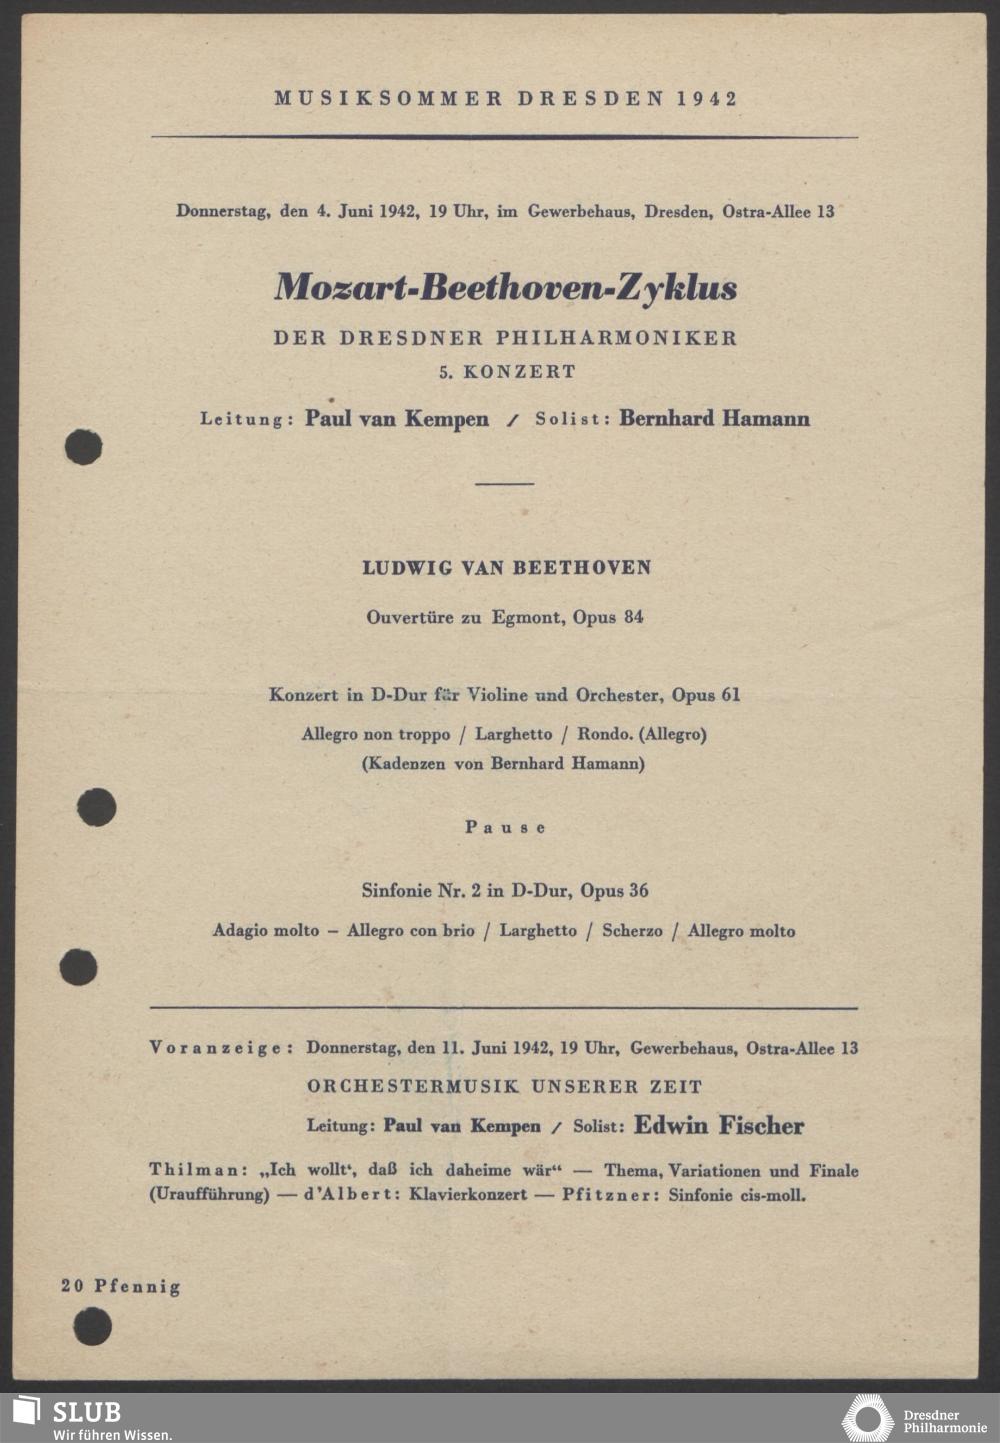 MUSIKSOMMER DRESDEN 1942
Donnerstag, den 4. Juni 1942, 19 Uhr, im Gewerbehaus, Dresden, Ostra-Allee 13
Mozart-Beethoven-Zyklus
DER DRESDNER PHILHARMONIKER
5. KONZERT
Leitung: Paul van Kempen / Solist: Bernhard Hamann
LUDWIG VAN BEETHOVEN
Ouvertüre zu Egmont, Opus 84
Konzert in D-Dur für Violine und Orchester, Opus 61
Allegro non troppo / Larghetto / Rondo. (Allegro)
(Kadenzen von Bernhard Hamann)
Pause
Sinfonie Nr. 2 in D-Dur, Opus 36
Adagio molto – Allegro con brio / Larghetto / Scherzo / Allegro molto
Voranzeige: Donnerstag, den 11. Juni 1942, 19 Uhr, Gewerbehaus, Ostra-Allee 13
ORCHESTERMUSIK UNSERER ZEIT
Leitung: Paul van Kempen / Solist: Edwin Fischer
Thilman: „Ich wollt‘, daß ich daheime wär“ — Thema, Variationen und Finale
(Uraufführung) — d'Albert: Klavierkonzert — Pfitzner: Sinfonie cis-moll.
20 Pfennig
SLUB
Wir führen Wissen.
Dresdner
Philharmonie